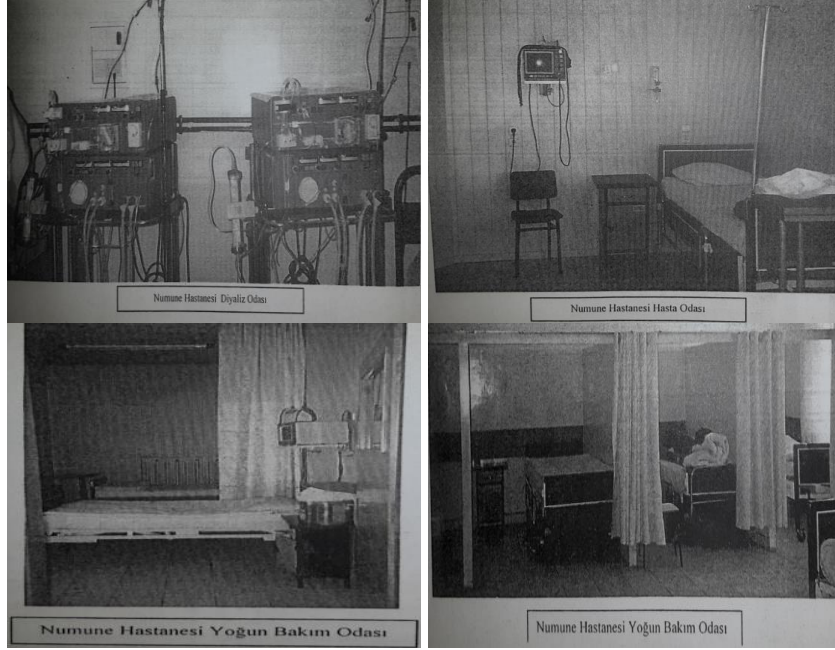 Numune Hastanesi Diyaliz Odası
Numune Hastanesi Hasta Odası
Numune Hastanesi Yoğun Bakım Odası
Numune Hastanesi Yoğun Bakım Odası